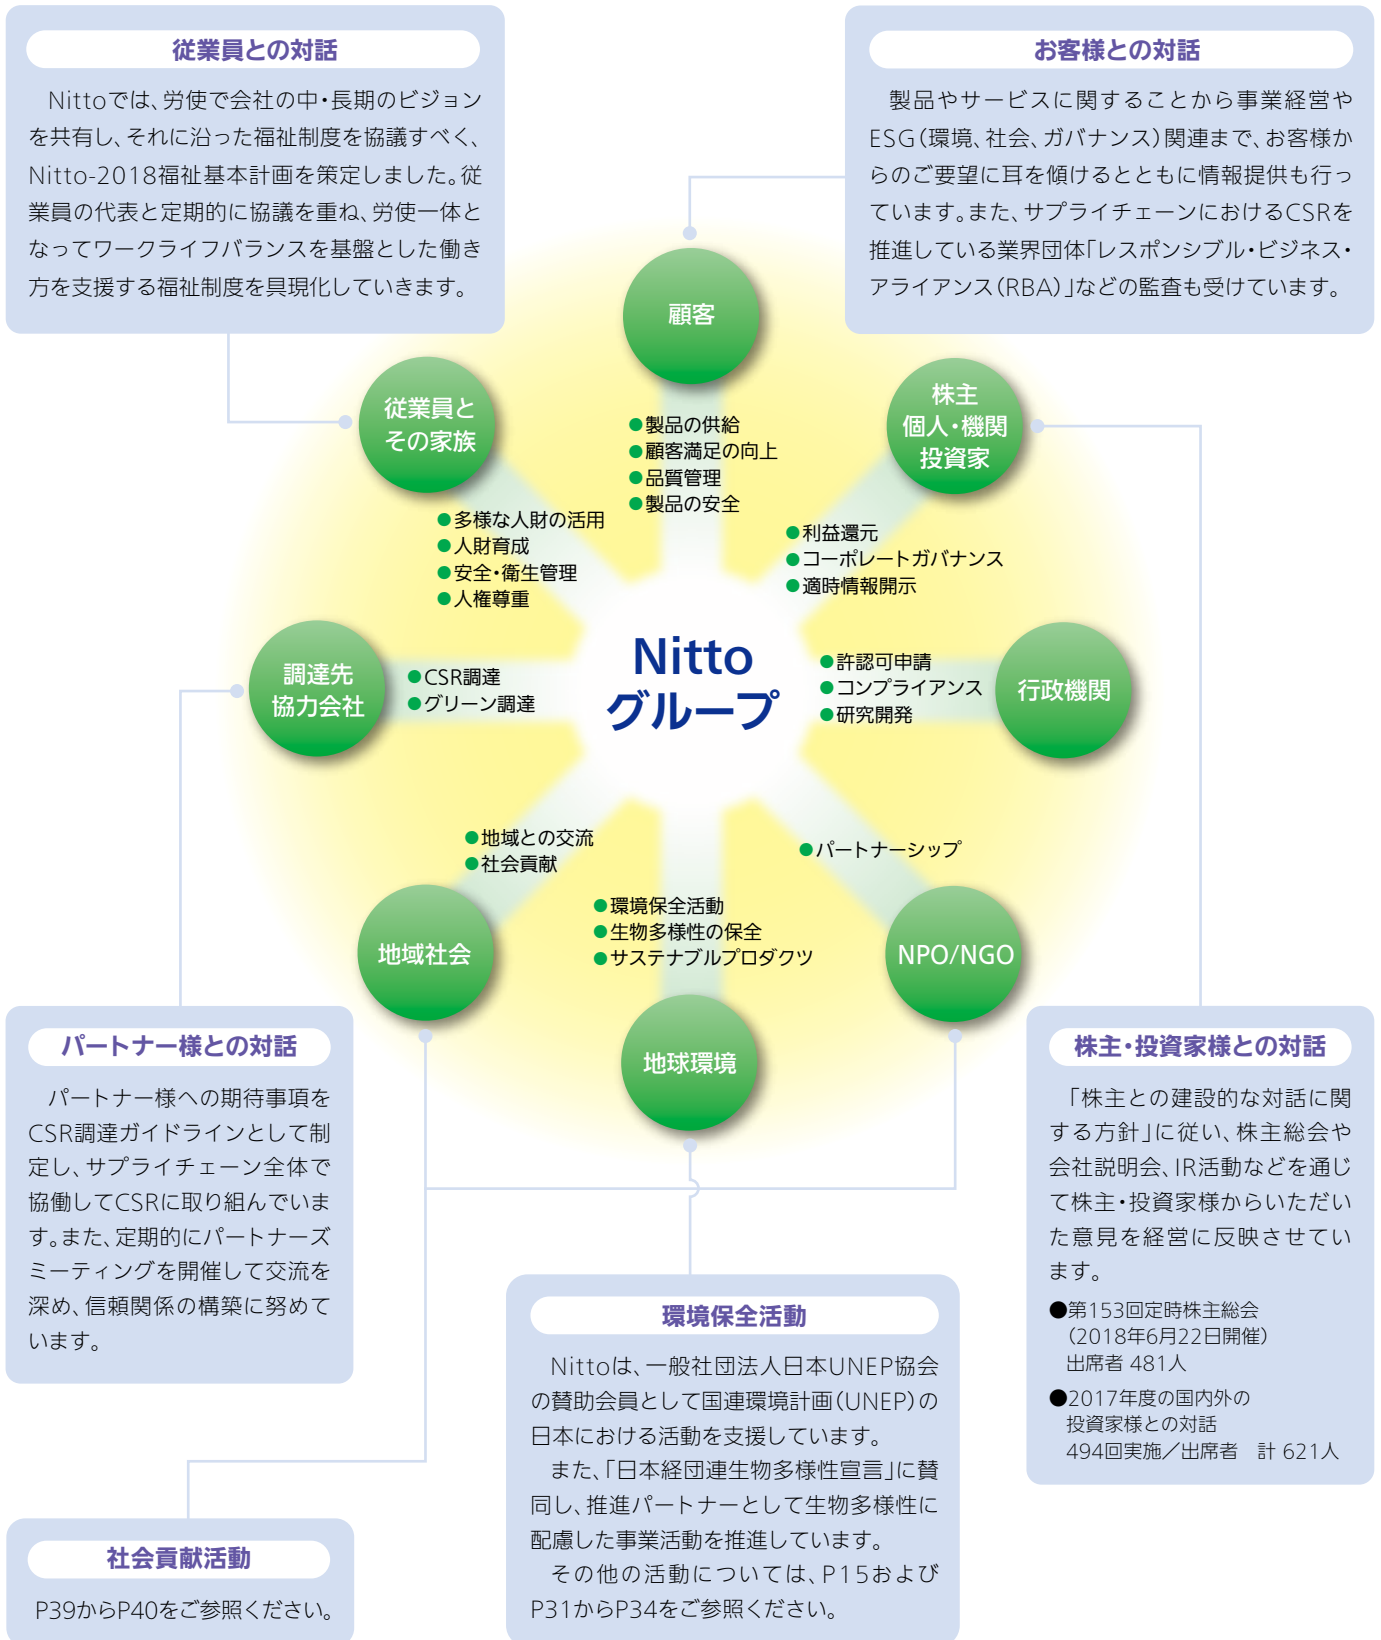 従業員との対話
Nittoでは、労使で会社の中・長期のビジョン
を共有し、それに沿った福祉制度を協議すべく、
Nitto-2018福祉基本計画を策定しました。従
業員の代表と定期的に協議を重ね、労使一体と
なってワークライフバランスを基盤とした働き
方を支援する福祉制度を具現化していきます。
お客様との対話
製品やサービスに関することから事業経営や
ESG（環境、社会、ガバナンス）関連まで、お客様か
らのご要望に耳を傾けるとともに情報提供も行っ
ています。また、サプライチェーンにおけるCSRを
推進している業界団体「レスポンシブル・ビジネス・
アライアンス（RBA）」などの監査も受けています。
顧客
●製品の供給
●顧客満足の向上
●品質管理
●製品の安全
従業員と
その家族
●多様な人財の活用
●人財育成
●安全・衛生管理
●人権尊重
株主
個人・機関
投資家
●利益還元
●コーポレートガバナンス
●適時情報開示
調達先
協力会社
●CSR調達
●グリーン調達
Nitto
グループ
●許認可申請
●コンプライアンス
●研究開発
行政機関
●地域との交流
●社会貢献
地域社会
●環境保全活動
●生物多様性の保全
●サステナブルプロダクツ
地球環境
●パートナーシップ
NPO/NGO
パートナー様との対話
パートナー様への期待事項を
CSR調達ガイドラインとして制
定し、サプライチェーン全体で
協働してCSRに取り組んでいま
す。また、定期的にパートナーズ
ミーティングを開催して交流を
深め、信頼関係の構築に努めて
います。
株主・投資家様との対話
「株主との建設的な対話に関
する方針」に従い、株主総会や
会社説明会、IR活動などを通じ
て株主・投資家様からいただい
た意見を経営に反映させてい
ます。
●第153回定時株主総会
（2018年6月22日開催）
出席者 481人
●2017年度の国内外の
投資家様との対話
494回実施／出席者　計 621人
環境保全活動
Nittoは、一般社団法人日本UNEP協会
の賛助会員として国連環境計画（UNEP）の
日本における活動を支援しています。
また、「日本経団連生物多様性宣言」に賛
同し、推進パートナーとして生物多様性に
配慮した事業活動を推進しています。
その他の活動については、P15および
P31からP34をご参照ください。
社会貢献活動
P39からP40をご参照ください。